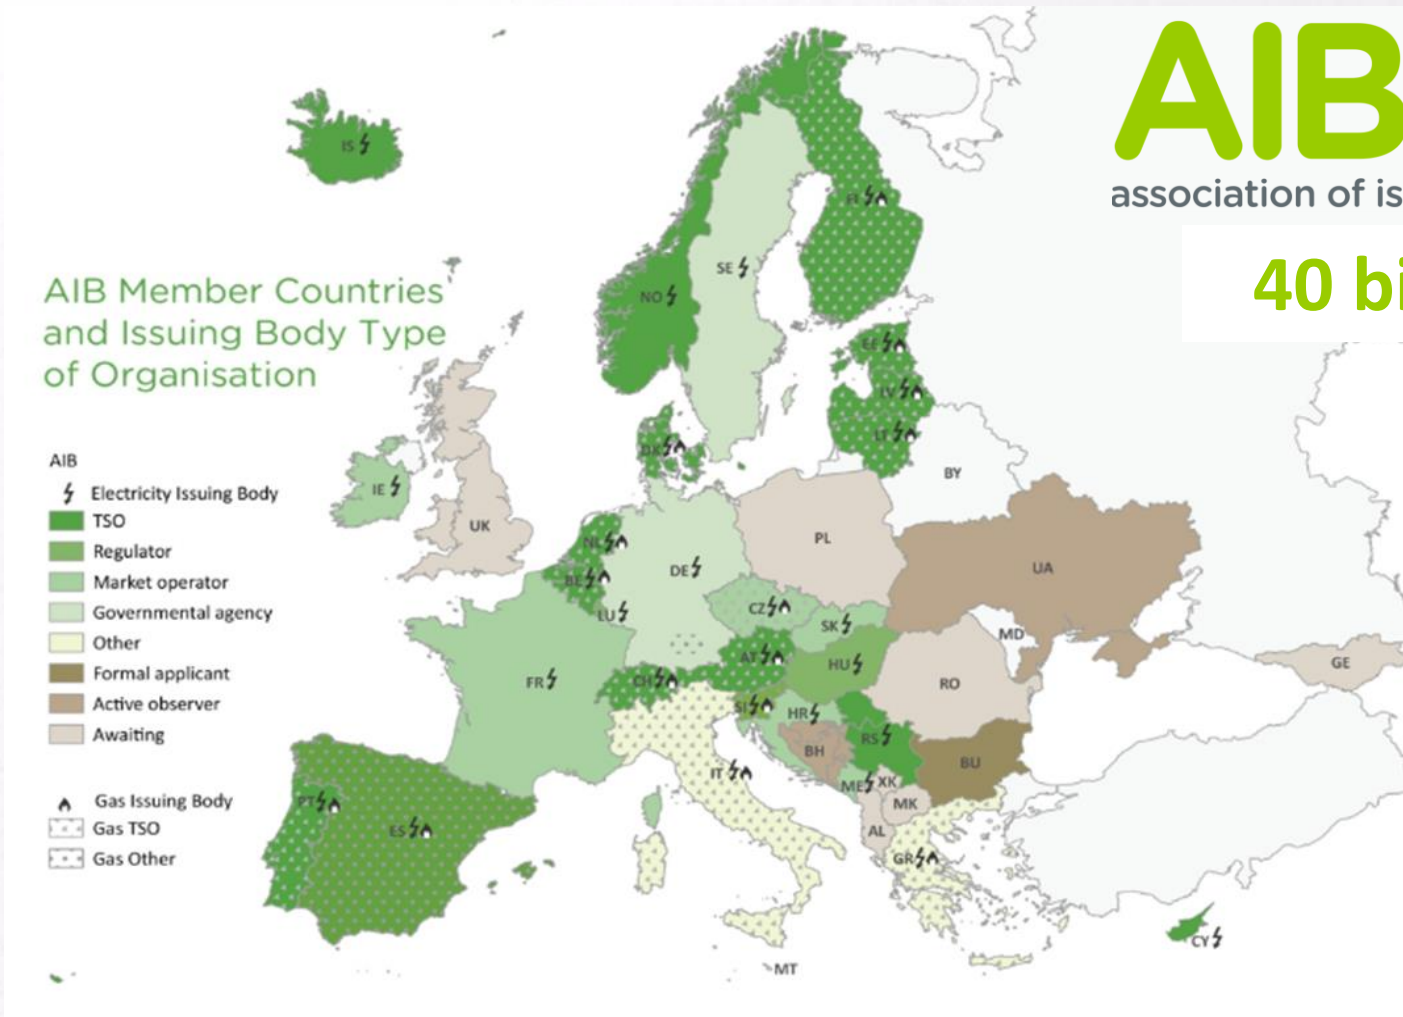 AIB
association of is
40 bi
AIB Member Countries
and Issuing Body Type
of Organisation
AIB
Electricity Issuing Body
TSO
Regulator
Market operator
Governmental agency
Other
Formal applicant
Active observer
Awaiting
Gas Issuing Body
Gas TSO
Gas Other
IS
FI
SE
NO
EE
LV
LT
DK
BY
IE
UK
PL
NL
DE
UA
BE
CZ
LU
SK
MD
AT
HU
GE
FR
CH
RO
SI
HR
RS
BH
BU
IT
ME
XK
PT
MK
ES
AL
GR
CY
MT